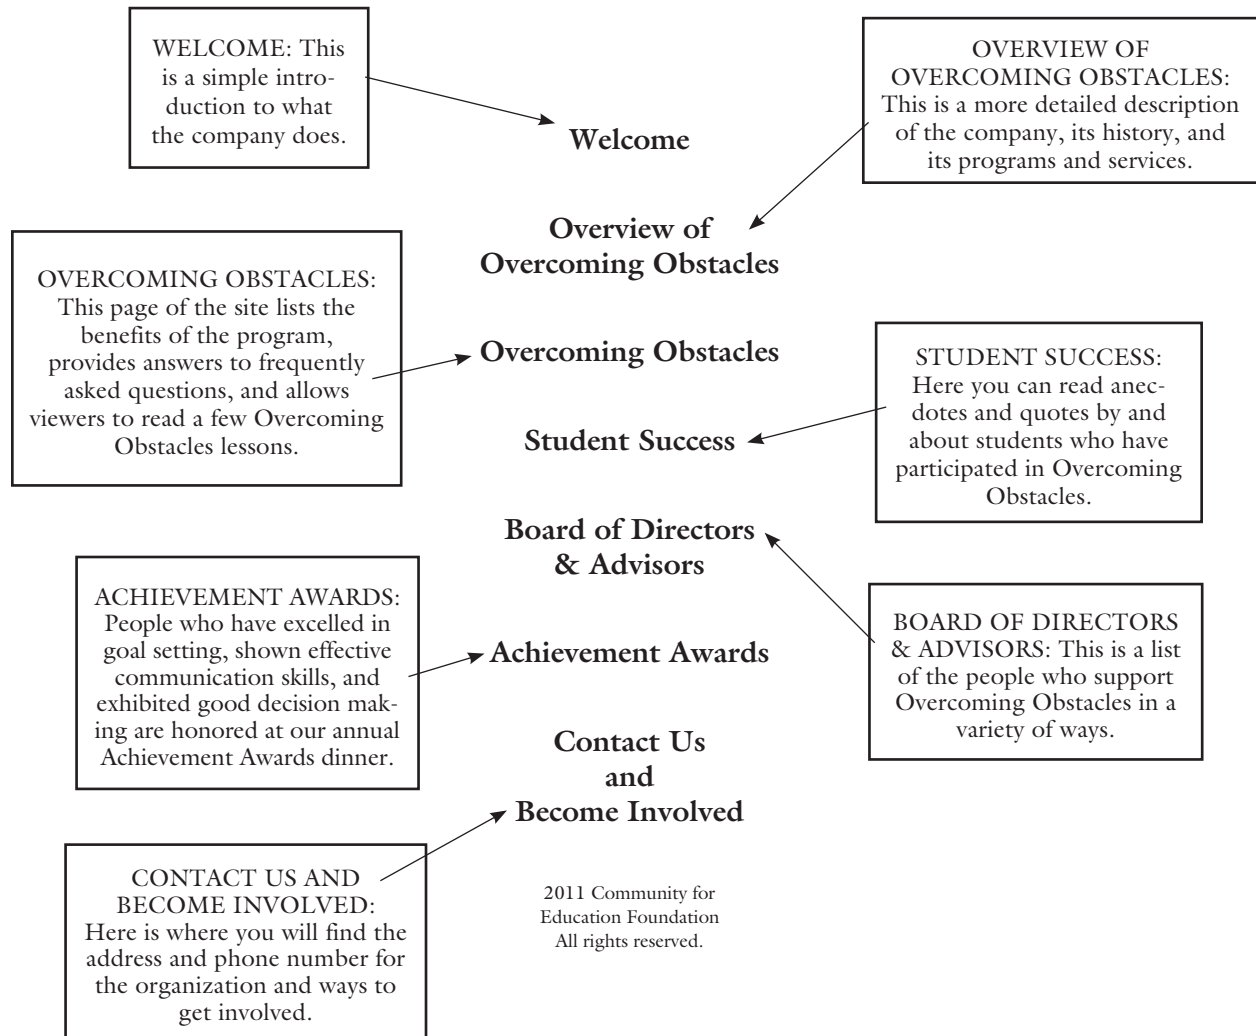 WELCOME: This
is a simple intro-
duction to what
the company does.
OVERVIEW OF
OVERCOMING OBSTACLES:
This is a more detailed description
of the company, its history, and
its programs and services.
Welcome
Overview of
Overcoming Obstacles
OVERCOMING OBSTACLES:
This page of the site lists the
benefits of the program,
provides answers to frequently
asked questions, and allows
viewers to read a few Overcoming
Obstacles lessons.
Overcoming Obstacles
STUDENT SUCCESS:
Here you can read anec-
dotes and quotes by and
about students who have
participated in Overcoming
Obstacles.
Student Success
Board of Directors
& Advisors
ACHIEVEMENT AWARDS:
People who have excelled in
goal setting, shown effective
communication skills, and
exhibited good decision mak-
ing are honored at our annual
Achievement Awards dinner.
Achievement Awards
BOARD OF DIRECTORS
& ADVISORS: This is a list
of the people who support
Overcoming Obstacles in a
variety of ways.
Contact Us
and
Become Involved
CONTACT US AND
BECOME INVOLVED:
Here is where you will find the
address and phone number for
the organization and ways to
get involved.
2011 Community for
Education Foundation
All rights reserved.